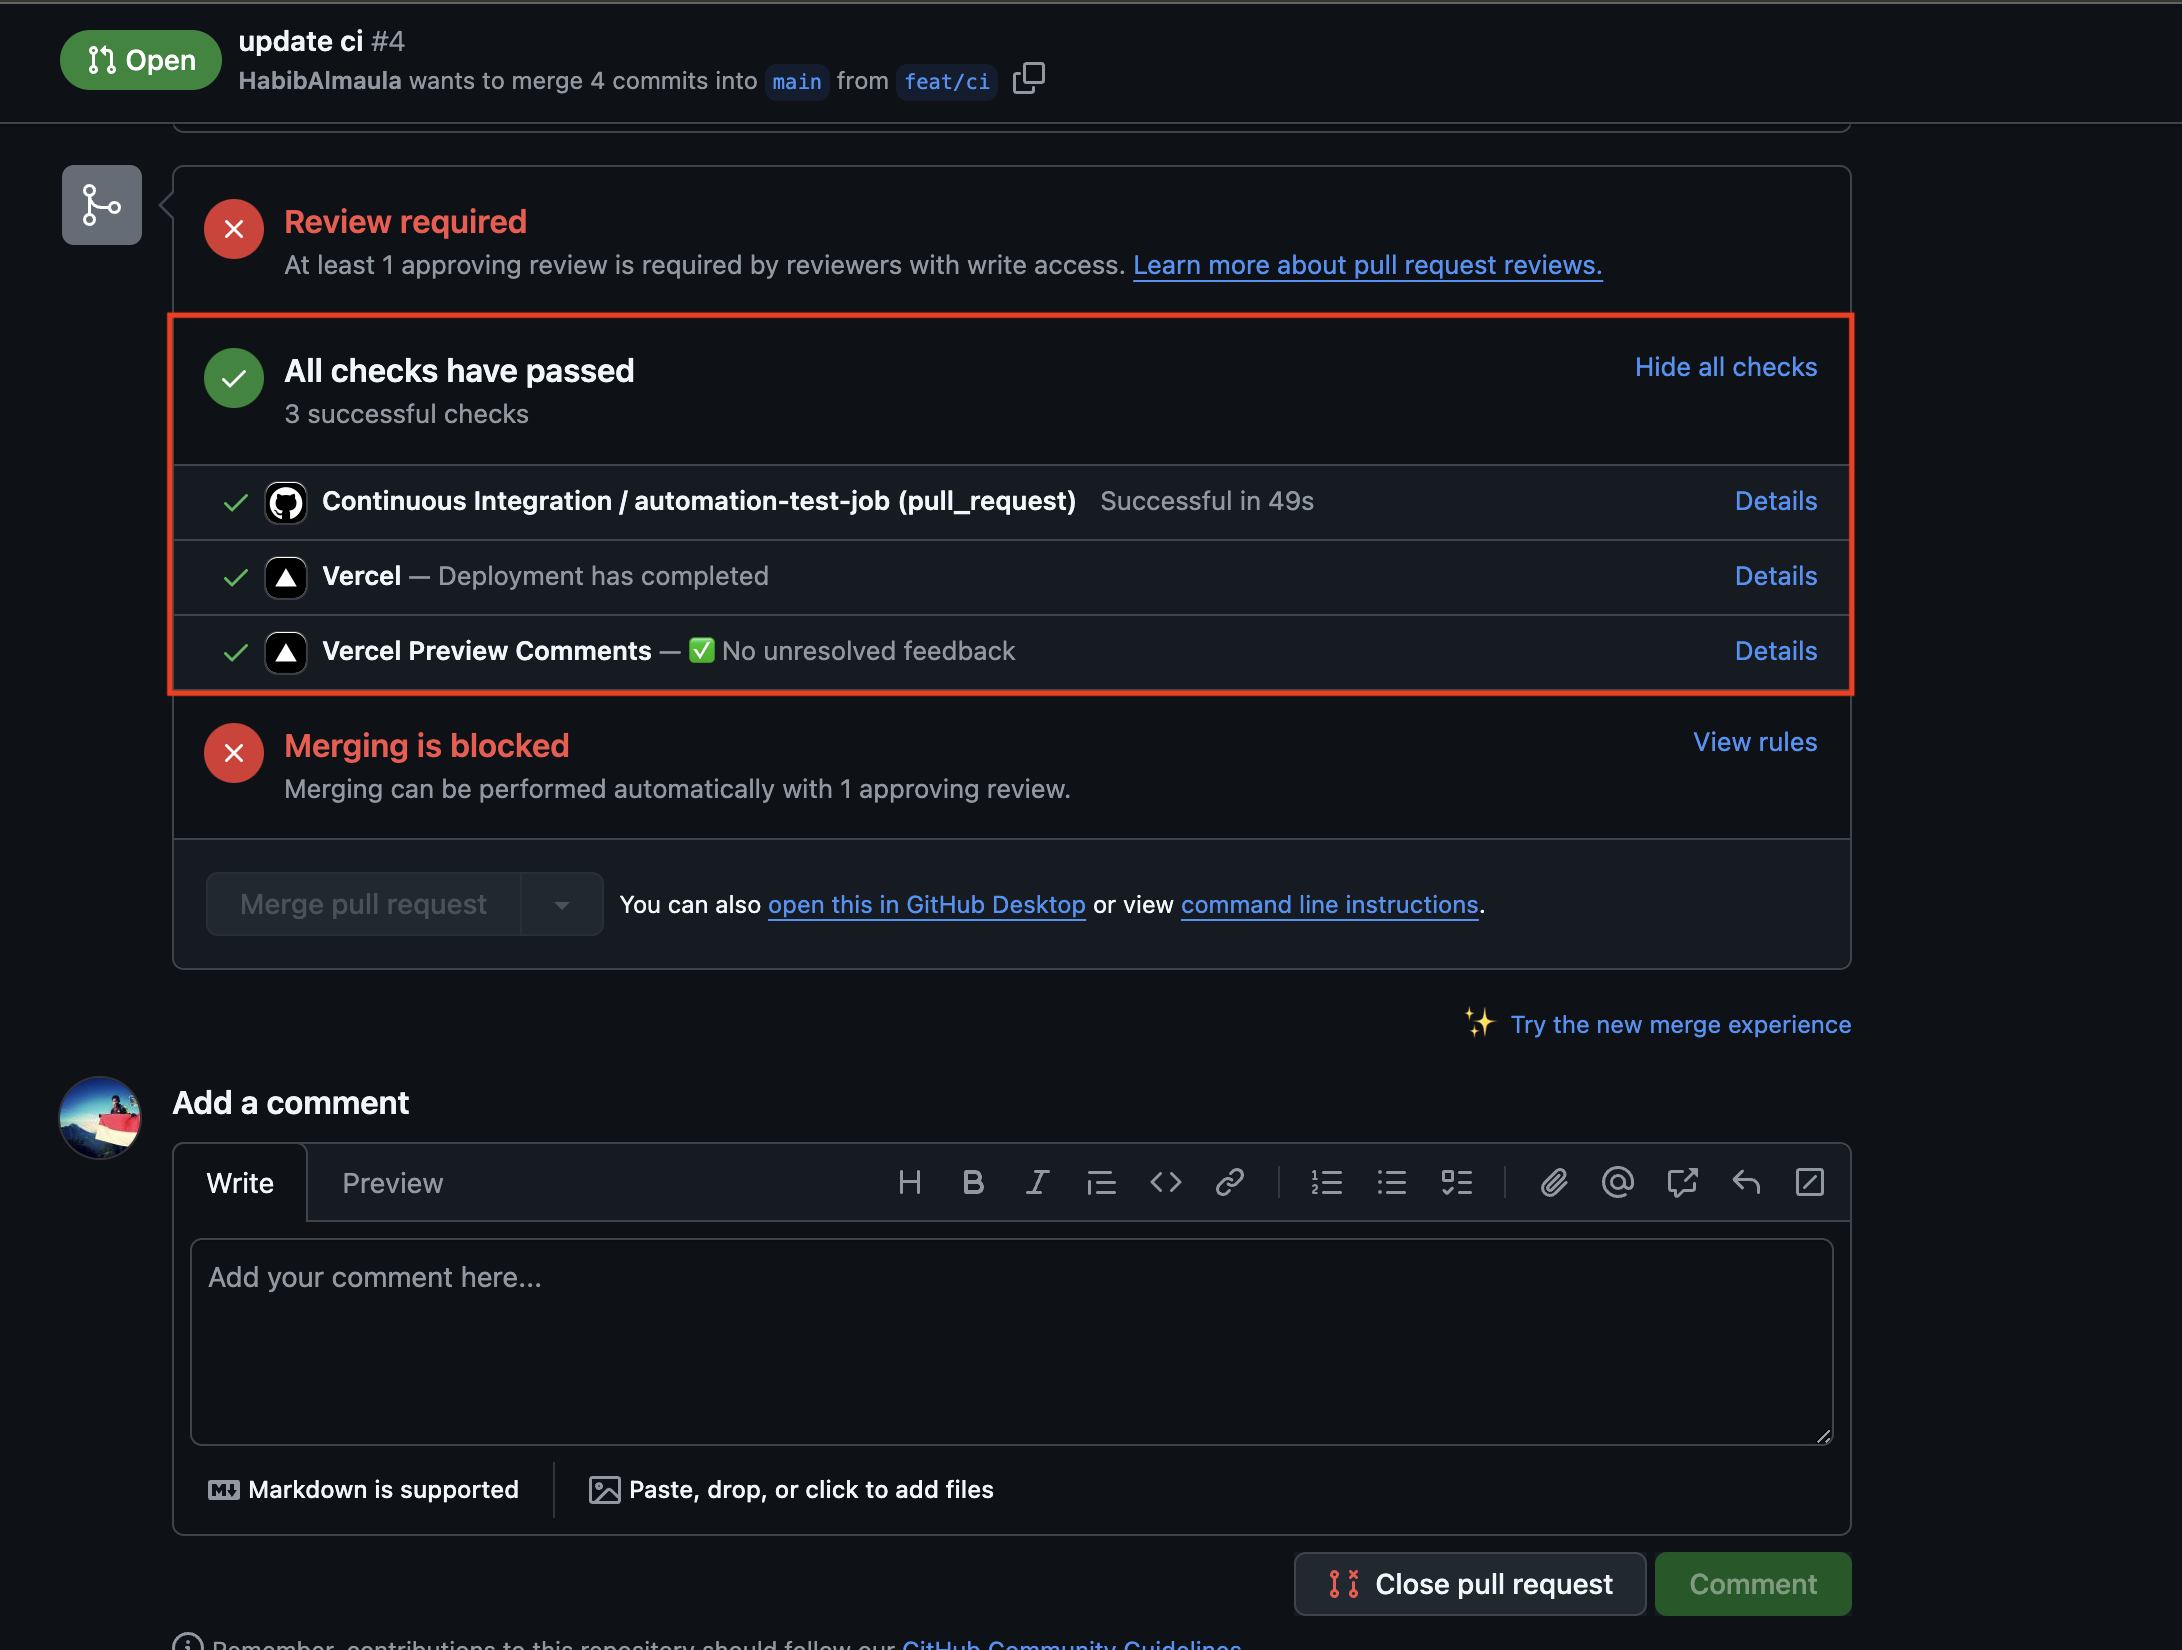 Open
update ci #4
HabibAlmaula wants to merge 4 commits into main from feat/ci
Review required
At least 1 approving review is required by reviewers with write access. Learn more about pull request reviews.
All checks have passed
Hide all checks
3 successful checks
Continuous Integration / automation-test-job (pull_request) Successful in 49s
Details
Vercel — Deployment has completed
Details
Vercel Preview Comments — ✅ No unresolved feedback
Details
Merging is blocked
View rules
Merging can be performed automatically with 1 approving review.
Merge pull request
You can also open this in GitHub Desktop or view command line instructions.
✨ Try the new merge experience
Add a comment
Write
Preview
Add your comment here...
Markdown is supported
Paste, drop, or click to add files
Close pull request
Comment
Remember, contributions to this repository should follow our GitHub Community Guidelines